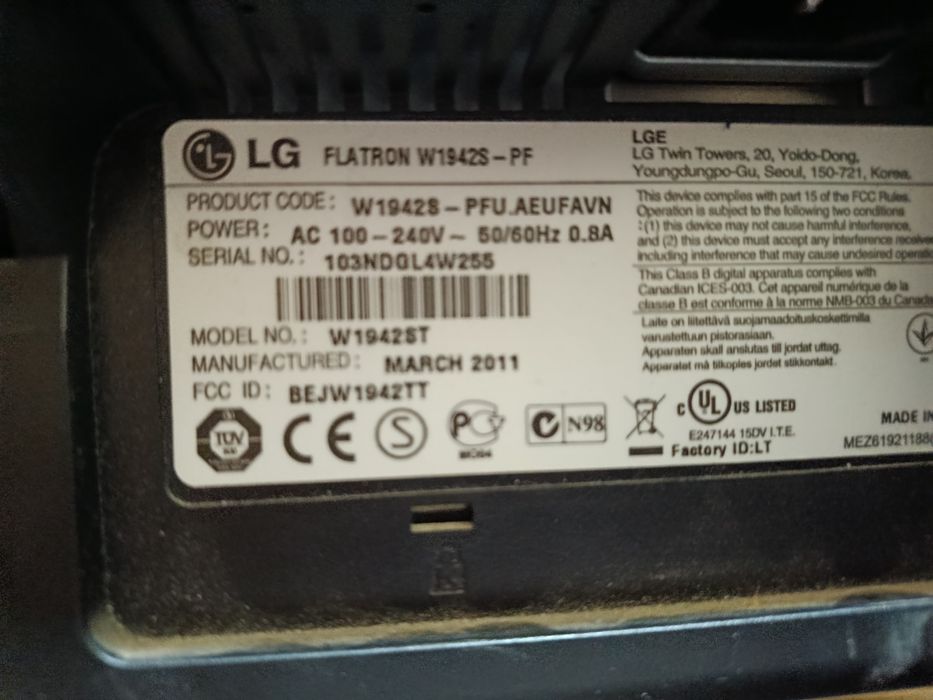 LG FLATRON W1942S-PF
PRODUCT CODE: W1942S-PFU.AEUFAVN
POWER: AC 100-240V~ 50/60Hz 0.8A
SERIAL NO.: 103NDGL4W255
MODEL NO.: W1942ST
MANUFACTURED: MARCH 2011
FCC ID: BEJW1942TT
TÜV
CE
S
N98
LGE
LG Twin Towers, 20, Yoido-Dong,
Youngdungpo-Gu, Seoul, 150-721, Korea.
This device complies with part 15 of the FCC Rules.
Operation is subject to the following two conditions
:(1) this device may not cause harmful interference,
and (2) this device must accept any interference receive
including interference that may cause undesired operatio
This Class B digital apparatus complies with
Canadian ICES-003. Cet appareil numérique de la
classe B est conforme à la norme NMB-003 du Canada
Laite on liitettävä suojamaadoituskoskettimilla
varustettuun pistorasiaan.
Apparaten skall anslutas till jordat uttag.
Apparatet må tilkoples jordet stikkontakt.
c UL US LISTED
E247144 15DV I.T.E.
Factory ID:LT
MADE IN
MEZ61921188